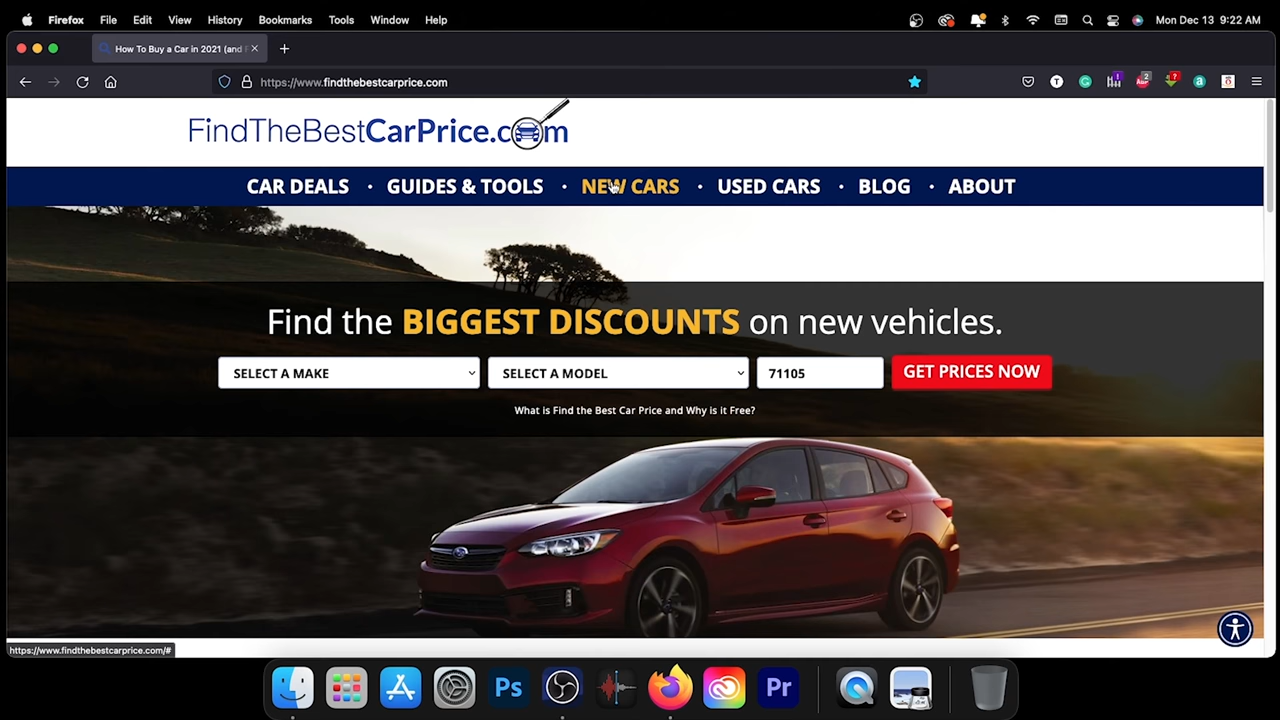 Firefox File Edit View History Bookmarks Tools Window Help Mon Dec 13 9:22 AM
How To Buy a Car in 2021 (and F
https://www.findthebestcarprice.com
FindTheBestCarPrice.com
CAR DEALS • GUIDES & TOOLS • NEW CARS • USED CARS • BLOG • ABOUT
Find the BIGGEST DISCOUNTS on new vehicles.
SELECT A MAKE SELECT A MODEL 71105 GET PRICES NOW
What is Find the Best Car Price and Why is it Free?
https://www.findthebestcarprice.com/#
Ps Pr